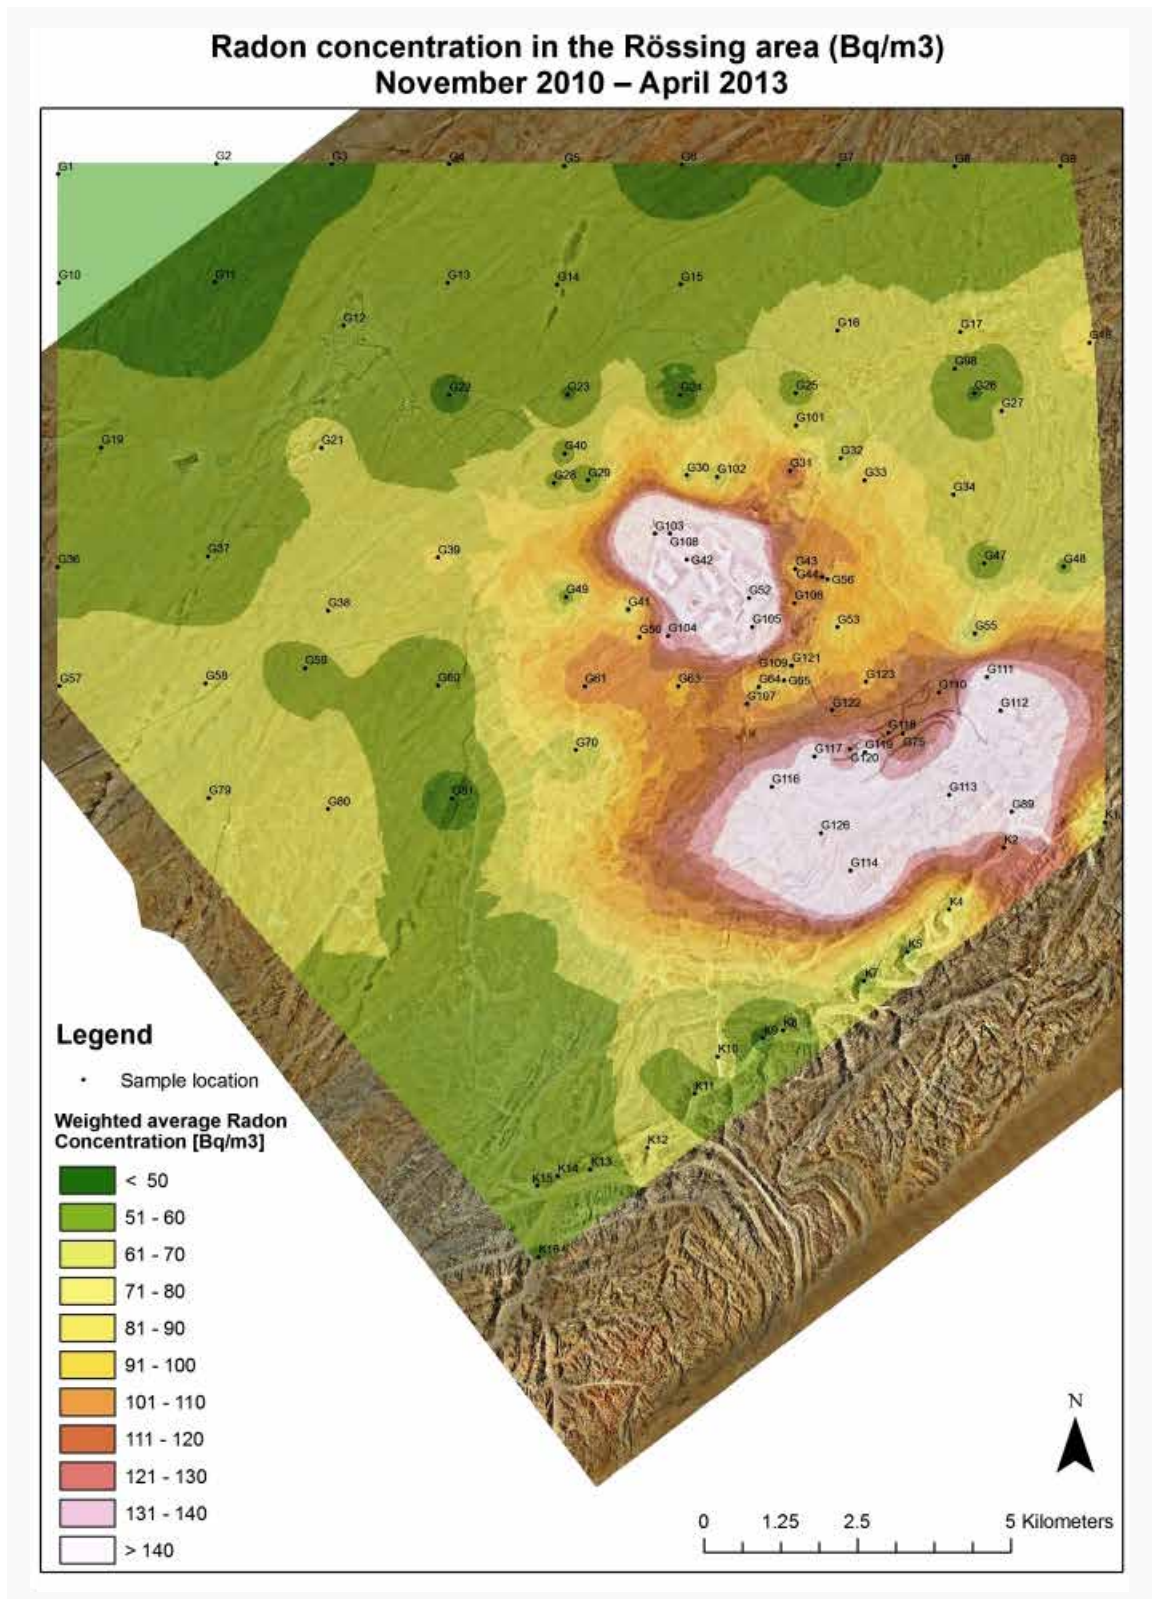 Radon concentration in the Rössing area (Bq/m3)
November 2010 – April 2013
G1
G2
G3
G4
G5
G6
G7
G8
G9
G10
G11
G13
G14
G15
G12
G16
G17
G98
G22
G23
G24
G25
G26
G27
G101
G19
G21
G40
G32
G28
G29
G30
G102
G31
G33
G34
G103
G108
G42
G36
G37
G39
G43
G44
G56
G47
G48
G49
G41
G52
G106
G38
G50
G104
G105
G53
G55
G59
G109
G121
G57
G58
G60
G61
G63
G64
G65
G123
G110
G111
G107
G122
G112
G70
G117
G118
G119
G75
G120
G79
G80
G81
G116
G113
G89
G126
K2
G114
K4
K5
K7
K8
K9
K10
K11
K12
K13
K14
K15
K16
Legend
Sample location
Weighted average Radon
Concentration [Bq/m3]
< 50
51 - 60
61 - 70
71 - 80
81 - 90
91 - 100
101 - 110
111 - 120
121 - 130
131 - 140
> 140
N
0 1.25 2.5 5 Kilometers